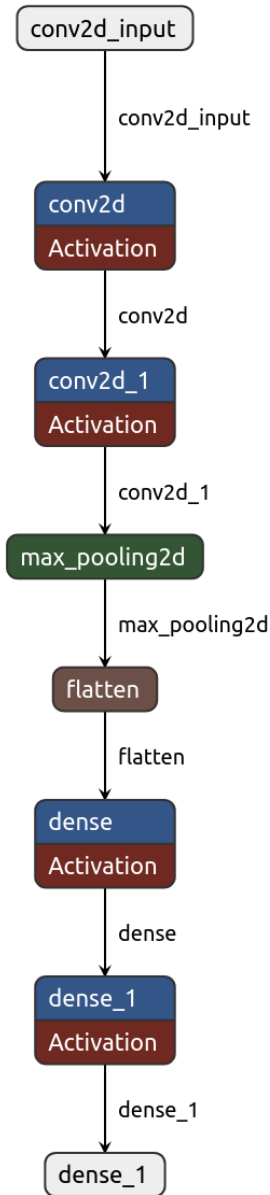 conv2d_input
conv2d_input
conv2d
Activation
conv2d
conv2d_1
Activation
conv2d_1
max_pooling2d
max_pooling2d
flatten
flatten
dense
Activation
dense
dense_1
Activation
dense_1
dense_1